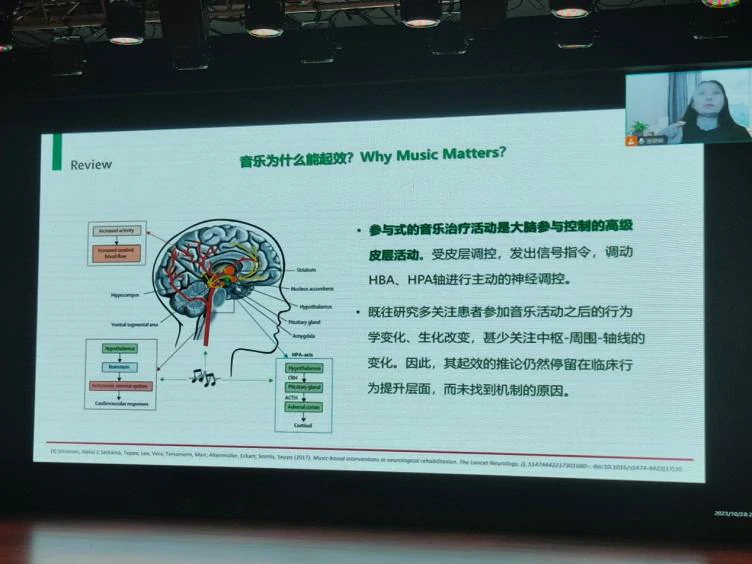 Review
音乐为什么能起效？Why Music Matters?
Increased activity
Increased cerebral
blood flow
Hippocampus
Ventral tegmental area
Striatum
Nucleus accumbens
Hypothalamus
Pituitary gland
Amygdala
HPA-axis
Hypothalamus
Brainstem
Autonomic nervous system
Cardiovascular responses
Hypothalamus
CRH
Pituitary gland
ACTH
Adrenal cortex
Cortisol
• 参与式的音乐治疗活动是大脑参与控制的高级
皮层活动。受皮层调控，发出信号指令，调动
HBA、HPA轴进行主动的神经调控。
• 既往研究多关注患者参加音乐活动之后的行为
学变化、生化改变，甚少关注中枢-周围-轴线的
变化。因此，其起效的推论仍然停留在临床行
为提升层面，而未找到机制的原因。
Sihvonen, Aleksi J; Särkämö, Teppo; Leo, Vera; Tervaniemi, Mari; Altenmüller, Eckart; Soinila, Seppo (2017). Music-based interventions in neurological rehabilitation. The Lancet Neurology, (), S1474442217301680–. doi:10.1016/s1474-4422(17)30
2023/10/28